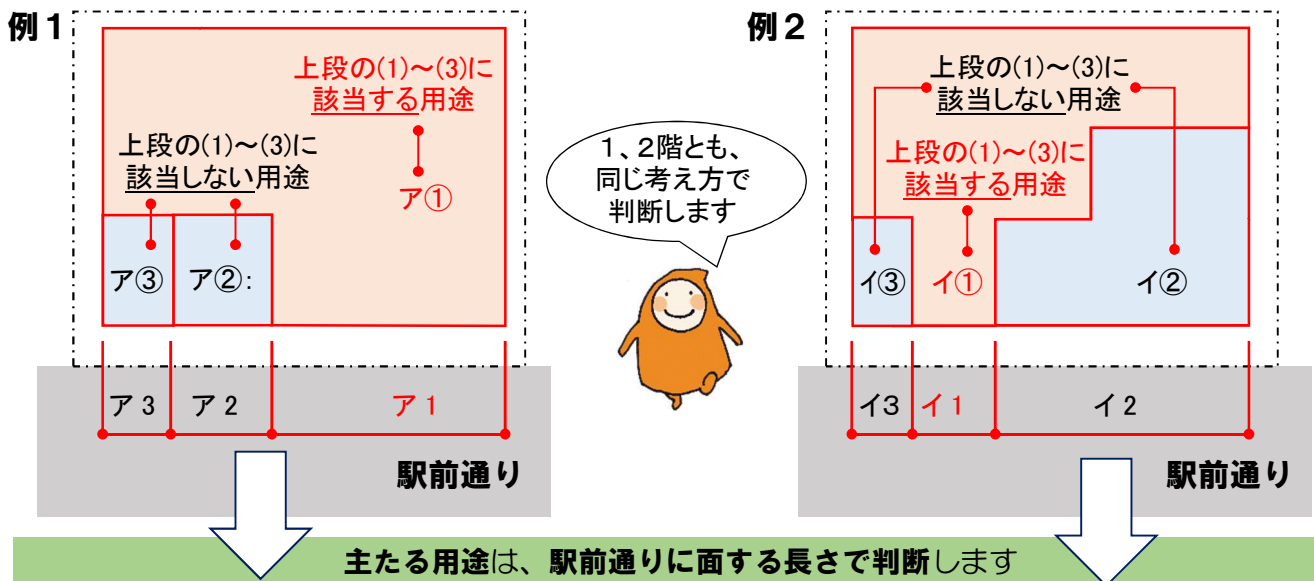 例1
上段の(1)～(3)に
該当する用途
ア①
上段の(1)～(3)に
該当しない用途
ア③
ア②:
ア3
ア2
ア1
駅前通り
1、2階とも、
同じ考え方で
判断します
例2
上段の(1)～(3)に
該当しない用途
上段の(1)～(3)に
該当する用途
イ③
イ①
イ②
イ3
イ1
イ2
駅前通り
主たる用途は、駅前通りに面する長さで判断します